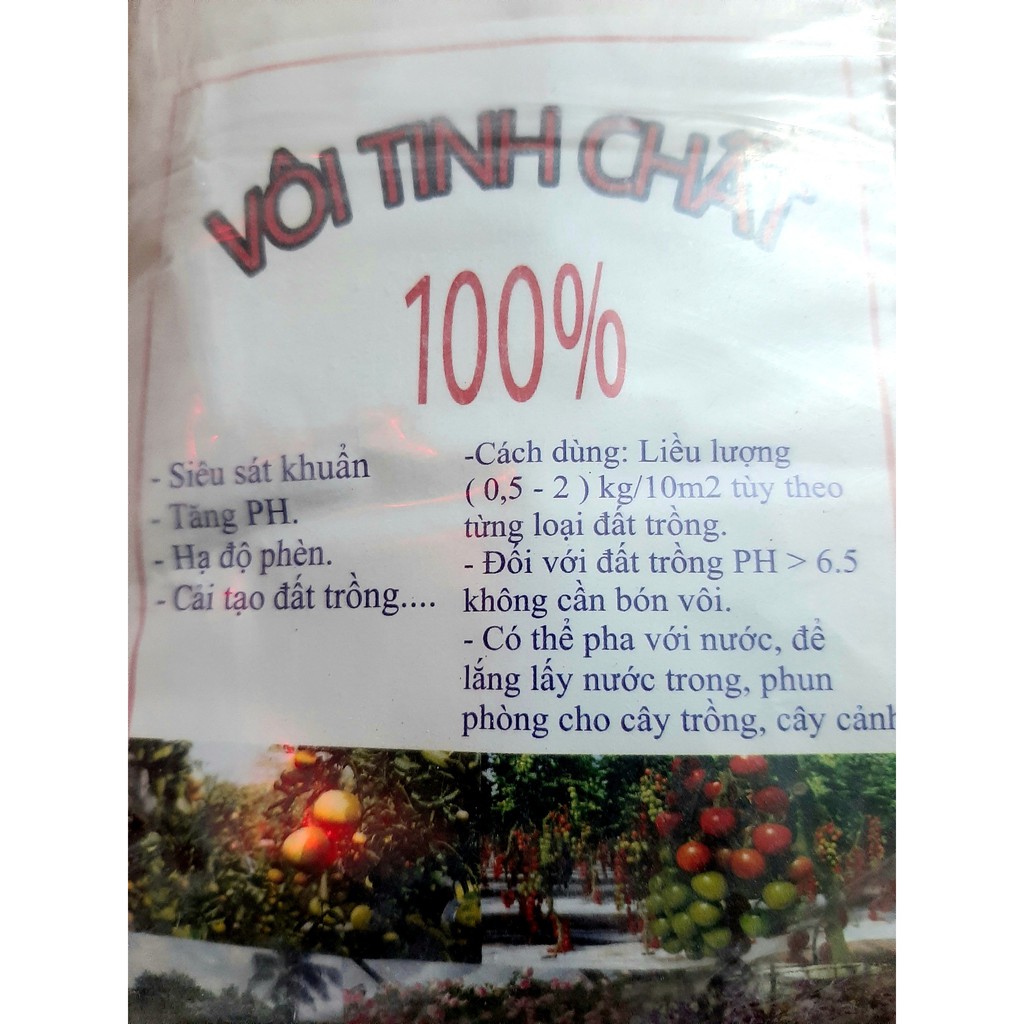 VÔI TINH CHẤT
100%
- Siêu sát khuẩn
- Tăng PH.
- Hạ độ phèn.
- Cải tạo đất trồng....
-Cách dùng: Liều lượng
( 0,5 - 2 ) kg/10m2 tùy theo
từng loại đất trồng.
- Đối với đất trồng PH > 6.5
không cần bón vôi.
- Có thể pha với nước, để
lắng lấy nước trong, phun
phòng cho cây trồng, cây cảnh